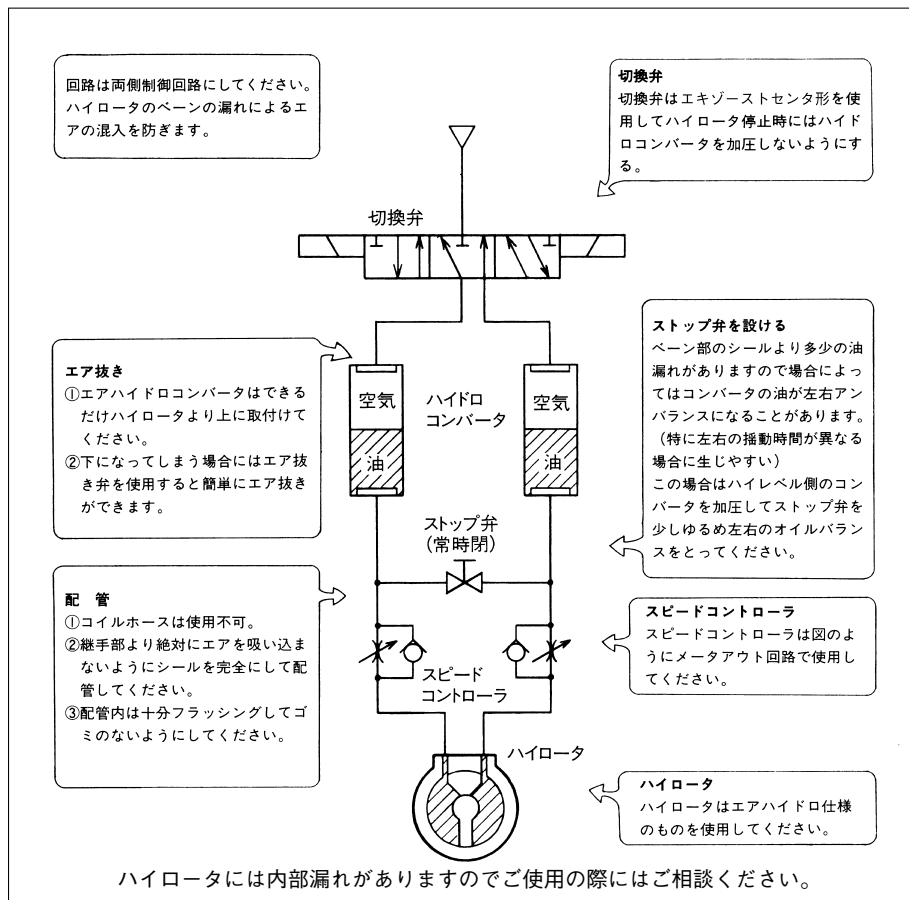 回路は両側制御回路にしてください。
ハイロータのベーンの漏れによるエ
アの混入を防ぎます。
切換弁
切換弁はエキゾーストセンタ形を使
用してハイロータ停止時にはハイド
ロコンバータを加圧しないようにす
る。
切換弁
エア抜き
①エアハイドロコンバータはできる
だけハイロータより上に取付けて
ください。
②下になってしまう場合にはエア抜
き弁を使用すると簡単にエア抜き
ができます。
空気
油
ハイドロ
コンバータ
空気
油
ストップ弁を設ける
ベーン部のシールより多少の油
漏れがありますので場合によっ
てはコンバータの油が左右アン
バランスになることがあります。
(特に左右の揺動時間が異なる
場合に生じやすい)
この場合はハイレベル側のコン
バータを加圧してストップ弁を
少しゆるめ左右のオイルバラン
スをとってください。
ストップ弁
(常時閉)
配 管
①コイルホースは使用不可。
②継手部より絶対にエアを吸い込ま
ないようにシールを完全にして配
管してください。
③配管内は十分フラッシングしてゴ
ミのないようにしてください。
スピード
コントローラ
スピードコントローラ
スピードコントローラは図のよ
うにメータアウト回路で使用し
てください。
ハイロータ
ハイロータ
ハイロータはエアハイドロ仕様
のものを使用してください。
ハイロータには内部漏れがありますのでご使用の際にはご相談ください。